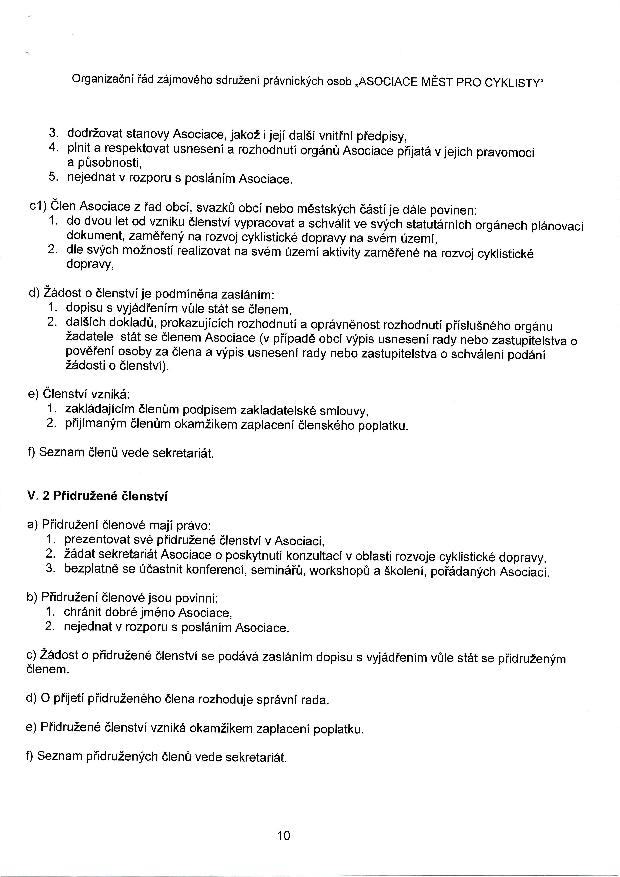 Organizační řád zájmového sdružení právnických osob „ASOCIACE MĚST PRO CYKLISTY"
3. dodržovat stanovy Asociace, jakož i její další vnitřní předpisy,
4. plnit a respektovat usnesení a rozhodnutí orgánů Asociace přijatá v jejich pravomoci
a působnosti,
5. nejednat v rozporu s posláním Asociace.
c1) Člen Asociace z řad obcí, svazků obcí nebo městských částí je dále povinen:
1. do dvou let od vzniku členství vypracovat a schválit ve svých statutárních orgánech plánovací
dokument, zaměřený na rozvoj cyklistické dopravy na svém území,
2. dle svých možností realizovat na svém území aktivity zaměřené na rozvoj cyklistické
dopravy,
d) Žádost o členství je podmíněna zasláním:
1. dopisu s vyjádřením vůle stát se členem,
2. dalších dokladů, prokazujících rozhodnutí a oprávněnost rozhodnutí příslušného orgánu
žadatele stát se členem Asociace (v případě obcí výpis usnesení rady nebo zastupitelstva o
pověření osoby za člena a výpis usnesení rady nebo zastupitelstva o schválení podání
žádosti o členství).
e) Členství vzniká:
1. zakládajícím členům podpisem zakladatelské smlouvy,
2. přijímaným členům okamžikem zaplacení členského poplatku.
f) Seznam členů vede sekretariát.
V. 2 Přidružené členství
a) Přidružení členové mají právo:
1. prezentovat své přidružené členství v Asociaci,
2. žádat sekretariát Asociace o poskytnutí konzultací v oblasti rozvoje cyklistické dopravy,
3. bezplatně se účastnit konferencí, seminářů, workshopů a školení, pořádaných Asociací.
b) Přidružení členové jsou povinni:
1. chránit dobré jméno Asociace,
2. nejednat v rozporu s posláním Asociace.
c) Žádost o přidružené členství se podává zasláním dopisu s vyjádřením vůle stát se přidruženým
členem.
d) O přijetí přidruženého člena rozhoduje správní rada.
e) Přidružené členství vzniká okamžikem zaplacení poplatku.
f) Seznam přidružených členů vede sekretariát.
10